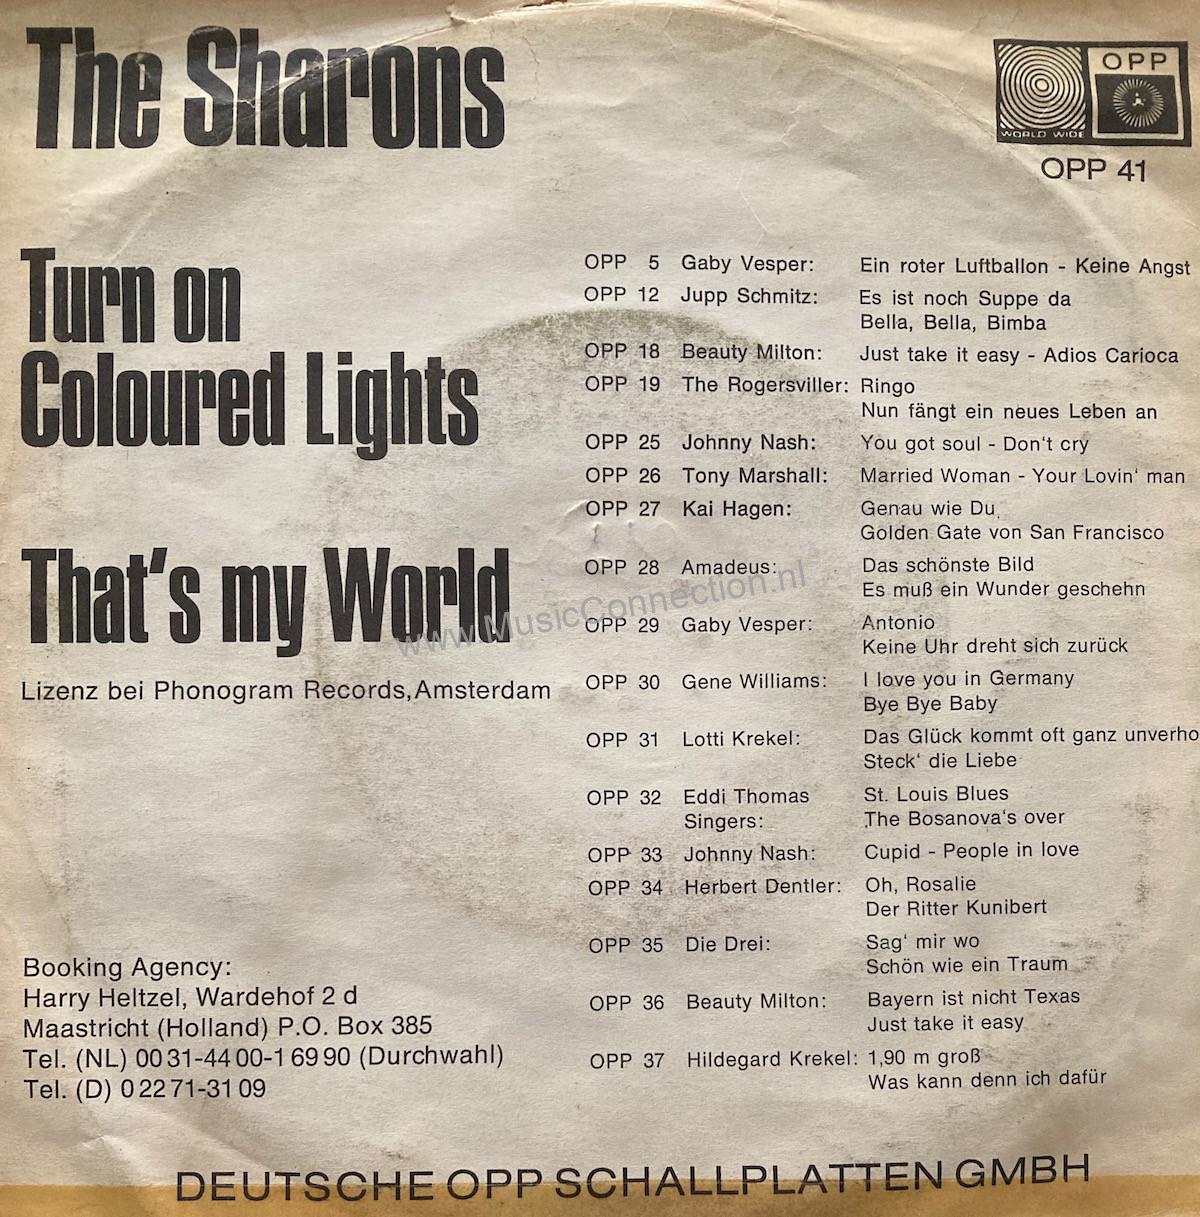 The Sharons
WORLD WIDE
OPP
OPP 41
Turn on
Coloured Lights
That's my World
Lizenz bei Phonogram Records,Amsterdam
OPP 5 Gaby Vesper: Ein roter Luftballon - Keine Angst
OPP 12 Jupp Schmitz: Es ist noch Suppe da
Bella, Bella, Bimba
OPP 18 Beauty Milton: Just take it easy - Adios Carioca
OPP 19 The Rogersviller: Ringo
Nun fängt ein neues Leben an
OPP 25 Johnny Nash: You got soul - Don't cry
OPP 26 Tony Marshall: Married Woman - Your Lovin' man
OPP 27 Kai Hagen: Genau wie Du
Golden Gate von San Francisco
OPP 28 Amadeus: Das schönste Bild
Es muß ein Wunder geschehn
OPP 29 Gaby Vesper: Antonio
Keine Uhr dreht sich zurück
OPP 30 Gene Williams: I love you in Germany
Bye Bye Baby
OPP 31 Lotti Krekel: Das Glück kommt oft ganz unverho
Steck' die Liebe
OPP 32 Eddi Thomas St. Louis Blues
Singers: The Bosanova's over
OPP 33 Johnny Nash: Cupid - People in love
OPP 34 Herbert Dentler: Oh, Rosalie
Der Ritter Kunibert
OPP 35 Die Drei: Sag' mir wo
Schön wie ein Traum
OPP 36 Beauty Milton: Bayern ist nicht Texas
Just take it easy
OPP 37 Hildegard Krekel: 1,90 m groß
Was kann denn ich dafür
www.MusicConnection.nl
Booking Agency:
Harry Heltzel, Wardehof 2 d
Maastricht (Holland) P.O. Box 385
Tel. (NL) 00 31-44 00-1 69 90 (Durchwahl)
Tel. (D) 0 22 71-31 09
DEUTSCHE OPP SCHALLPLATTEN GMBH